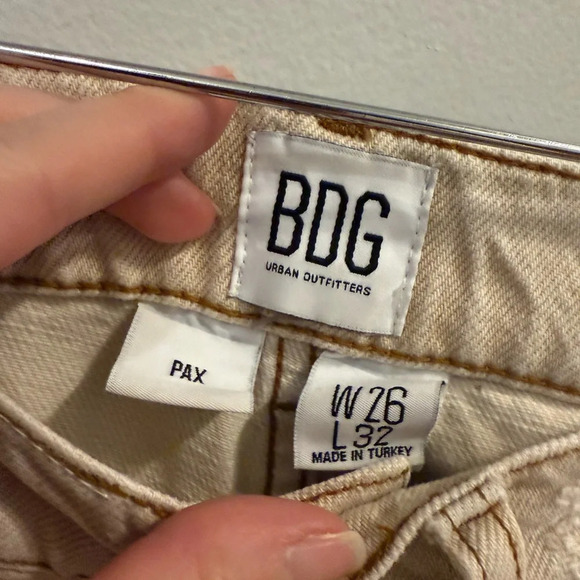 BDG
URBAN OUTFITTERS
PAX
W 26
L 32
MADE IN TURKEY